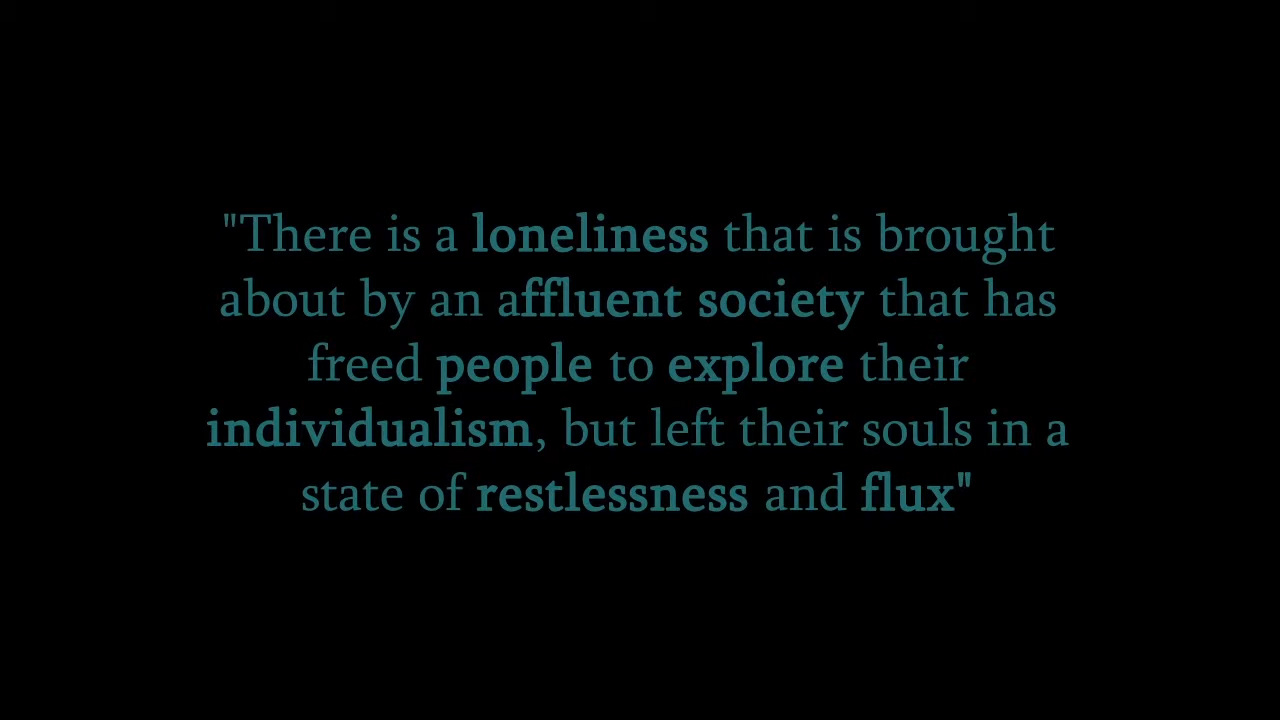 "There is a loneliness that is brought
about by an affluent society that has
freed people to explore their
individualism, but left their souls in a
state of restlessness and flux"